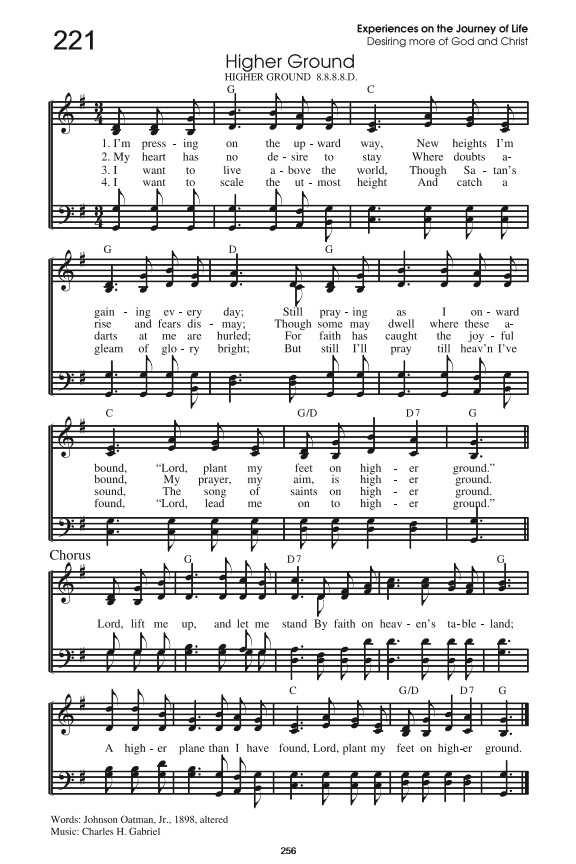 221
Experiences on the Journey of Life
Desiring more of God and Christ
Higher Ground
HIGHER GROUND 8.8.8.8.D.
G C
1. I'm press - ing on the up - ward way, New heights I'm
2. My heart has no de - sire to stay Where doubts a-
3. I want to live a - bove the world, Though Sa - tan's
4. I want to scale the ut - most height And catch a
G D G
gain - ing ev - ery day; Still pray - ing as I on - ward
rise and fears dis - may; Though some may dwell where these a-
darts at me are hurled; For faith has caught the joy - ful
gleam of glo - ry bright; But still I'll pray till heav'n I've
C G/D D7 G
bound, “Lord, plant my feet on high - er ground.”
bound, My prayer, my aim, is high - er ground.
sound, The song of saints on high - er ground.
found, “Lord, lead me on to high - er ground.”
Chorus
G D7 G
Lord, lift me up, and let me stand By faith on heav - en's ta - ble - land;
C G/D D7 G
A high - er plane than I have found, Lord, plant my feet on high-er ground.
Words: Johnson Oatman, Jr., 1898, altered
Music: Charles H. Gabriel
256